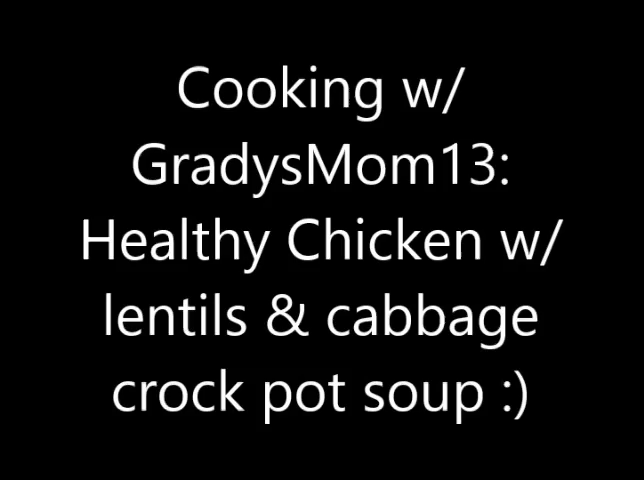 Cooking w/
GradysMom13:
Healthy Chicken w/
lentils & cabbage
crock pot soup :)